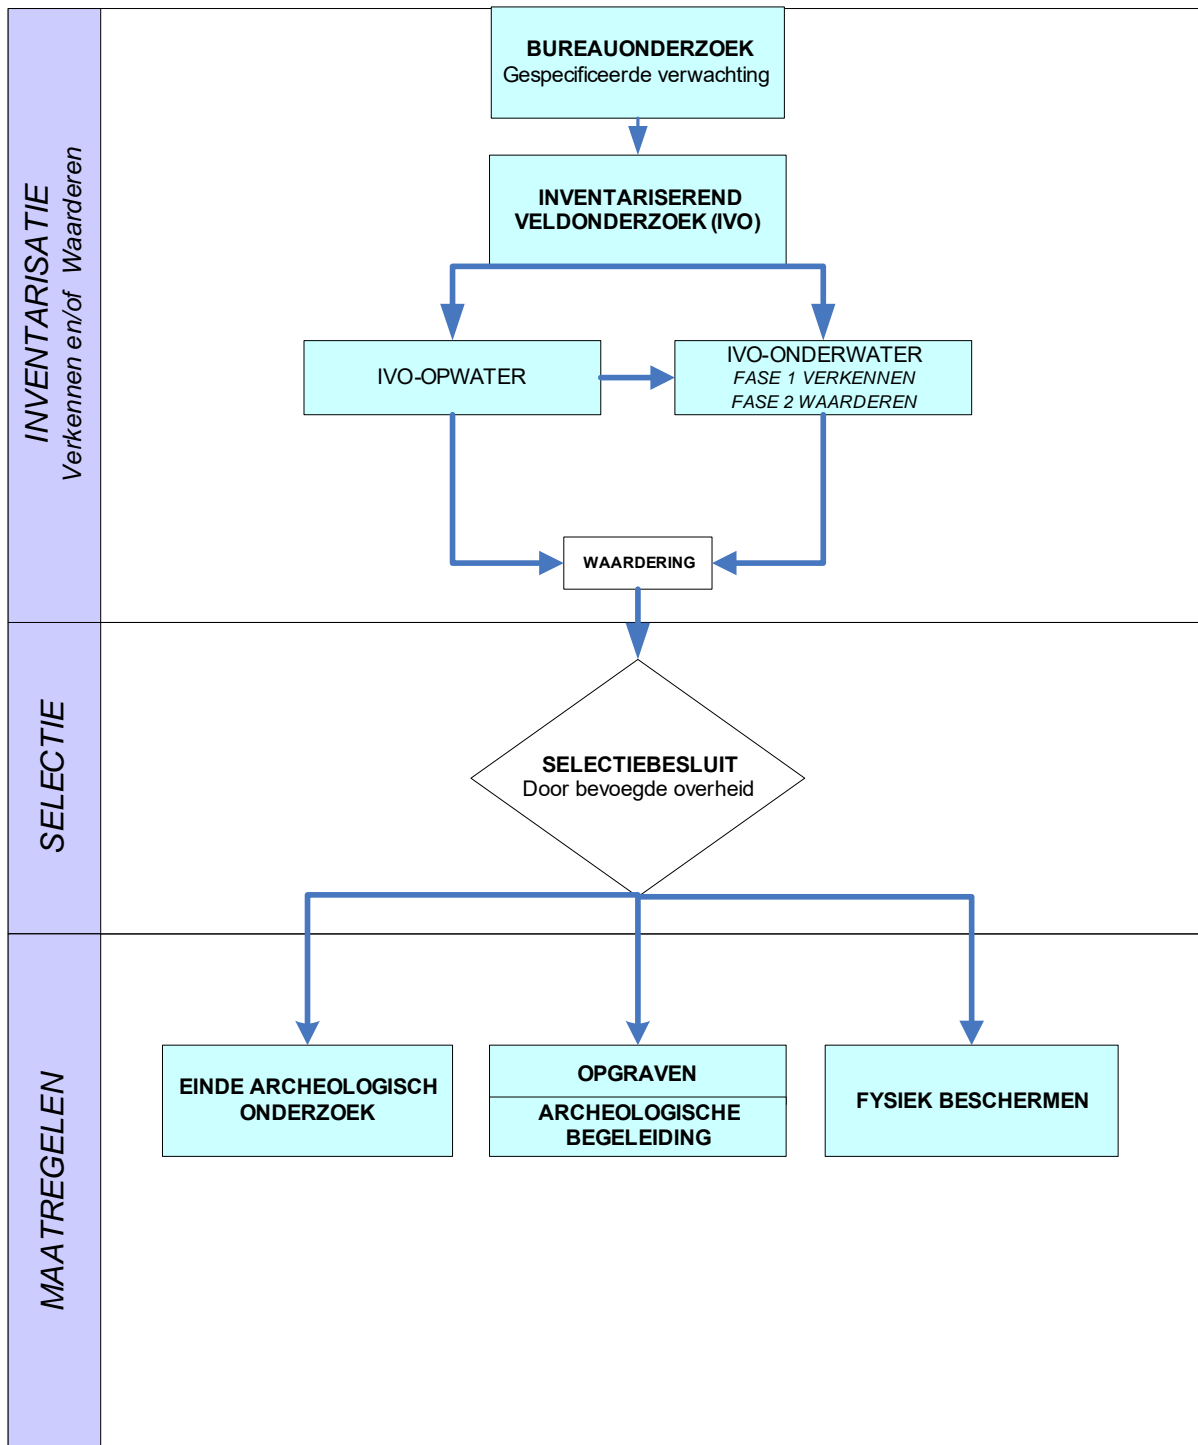 INVENTARISATIE
Verkennen en/of Waarderen
BUREAUONDERZOEK
Gespecificeerde verwachting
INVENTARISEREND
VELDONDERZOEK (IVO)
IVO-OPWATER
IVO-ONDERWATER
FASE 1 VERKENNEN
FASE 2 WAARDEREN
WAARDERING
SELECTIE
SELECTIEBESLUIT
Door bevoegde overheid
MAATREGELEN
EINDE ARCHEOLOGISCH
ONDERZOEK
OPGRAVEN
ARCHEOLOGISCHE
BEGELEIDING
FYSIEK BESCHERMEN